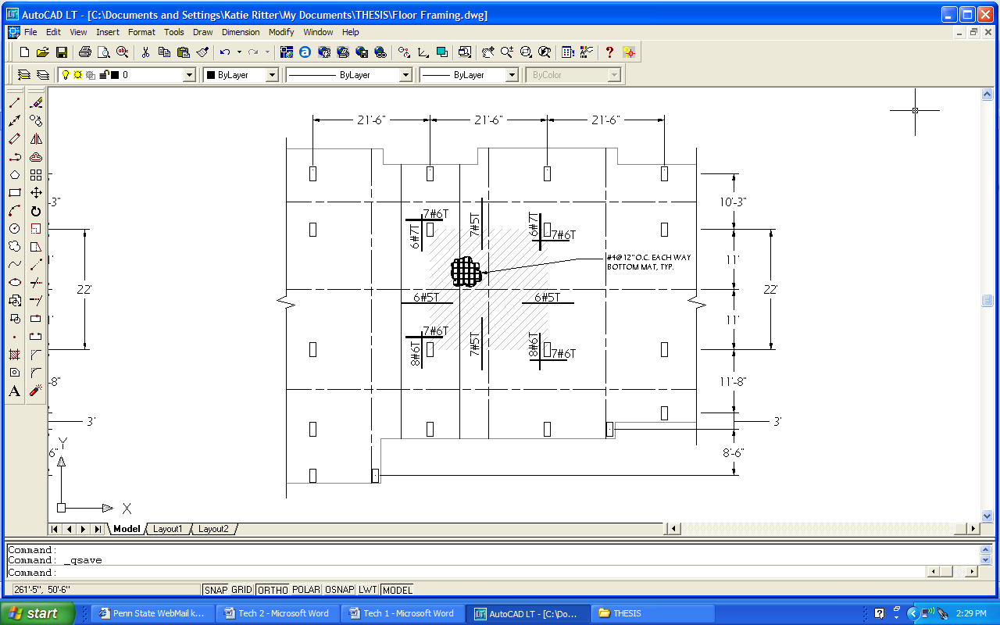 AutoCAD LT - [C:\Documents and Settings\Katie Ritter\My Documents\THESIS\Floor Framing.dwg]
File Edit View Insert Format Tools Draw Dimension Modify Window Help
0 ByLayer ByLayer ByLayer ByColor
21'-6" 21'-6" 21'-6"
-3" 10'-3"
7#6T 6#7T 7#5T 6#7T 7#6T
#4@12"O.C. EACH WAY
BOTTOM MAT, TYP.
1' 11'
22' 22'
6#5T 6#5T
1' 11'
7#6T 8#6T 7#5T 8#6T 7#6T
-8" 11'-8"
3' 3'
6" 8'-6"
Y
X
Model Layout1 Layout2
Command:
Command: _qsave
Command:
261'-5", 50'-6" SNAP GRID ORTHO POLAR OSNAP LWT MODEL
start Penn State WebMail k... Tech 2 - Microsoft Word Tech 1 - Microsoft Word AutoCAD LT - [C:\Do... THESIS 2:29 PM